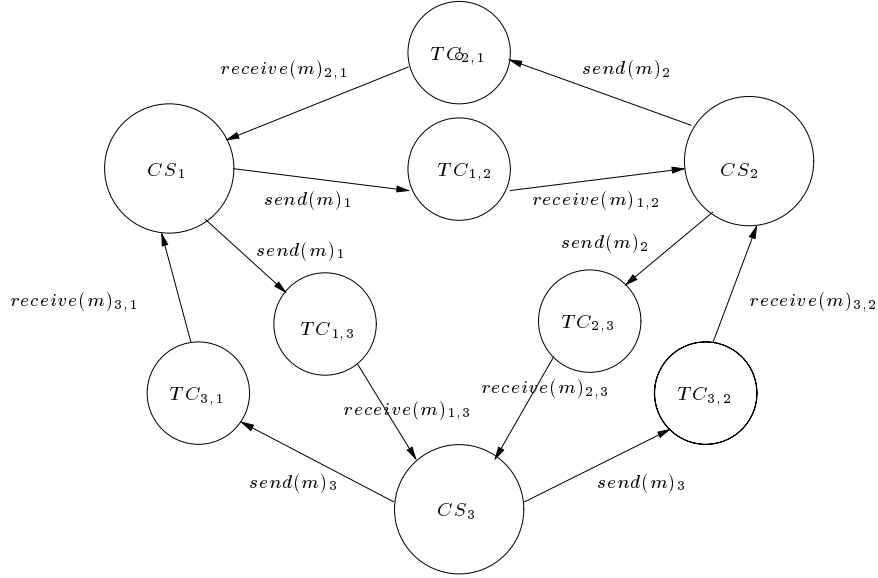 TC₂,₁
receive(m)₂,₁
send(m)₂
CS₁
TC₁,₂
CS₂
send(m)₁
receive(m)₁,₂
send(m)₁
send(m)₂
receive(m)₃,₁
receive(m)₃,₂
TC₁,₃
TC₂,₃
TC₃,₁
receive(m)₁,₃
receive(m)₂,₃
TC₃,₂
send(m)₃
send(m)₃
CS₃